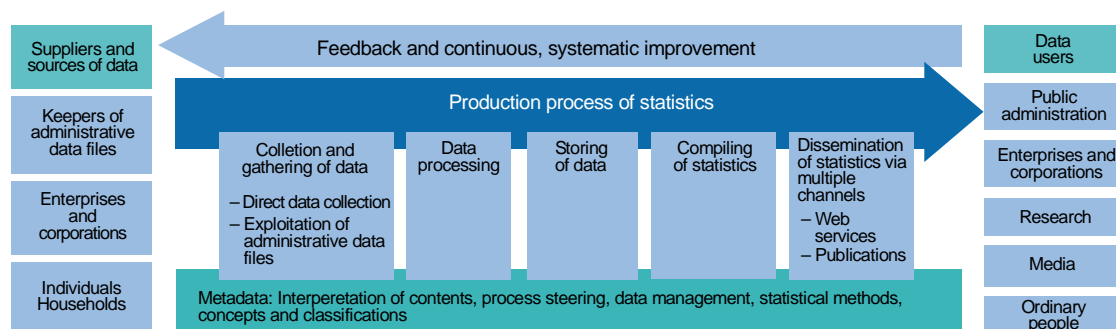 Suppliers and
sources of data
Keepers of
administrative
data files
Enterprises
and
corporations
Individuals
Households
Feedback and continuous, systematic improvement
Production process of statistics
Colletion and
gathering of data
– Direct data collection
– Exploitation of
administrative data
files
Data
processing
Storing
of data
Compiling
of statistics
Dissemination
of statistics via
multiple
channels
– Web
services
– Publications
Metadata: Interperetation of contents, process steering, data management, statistical methods,
concepts and classifications
Data
users
Public
administration
Enterprises and
corporations
Research
Media
Ordinary
people